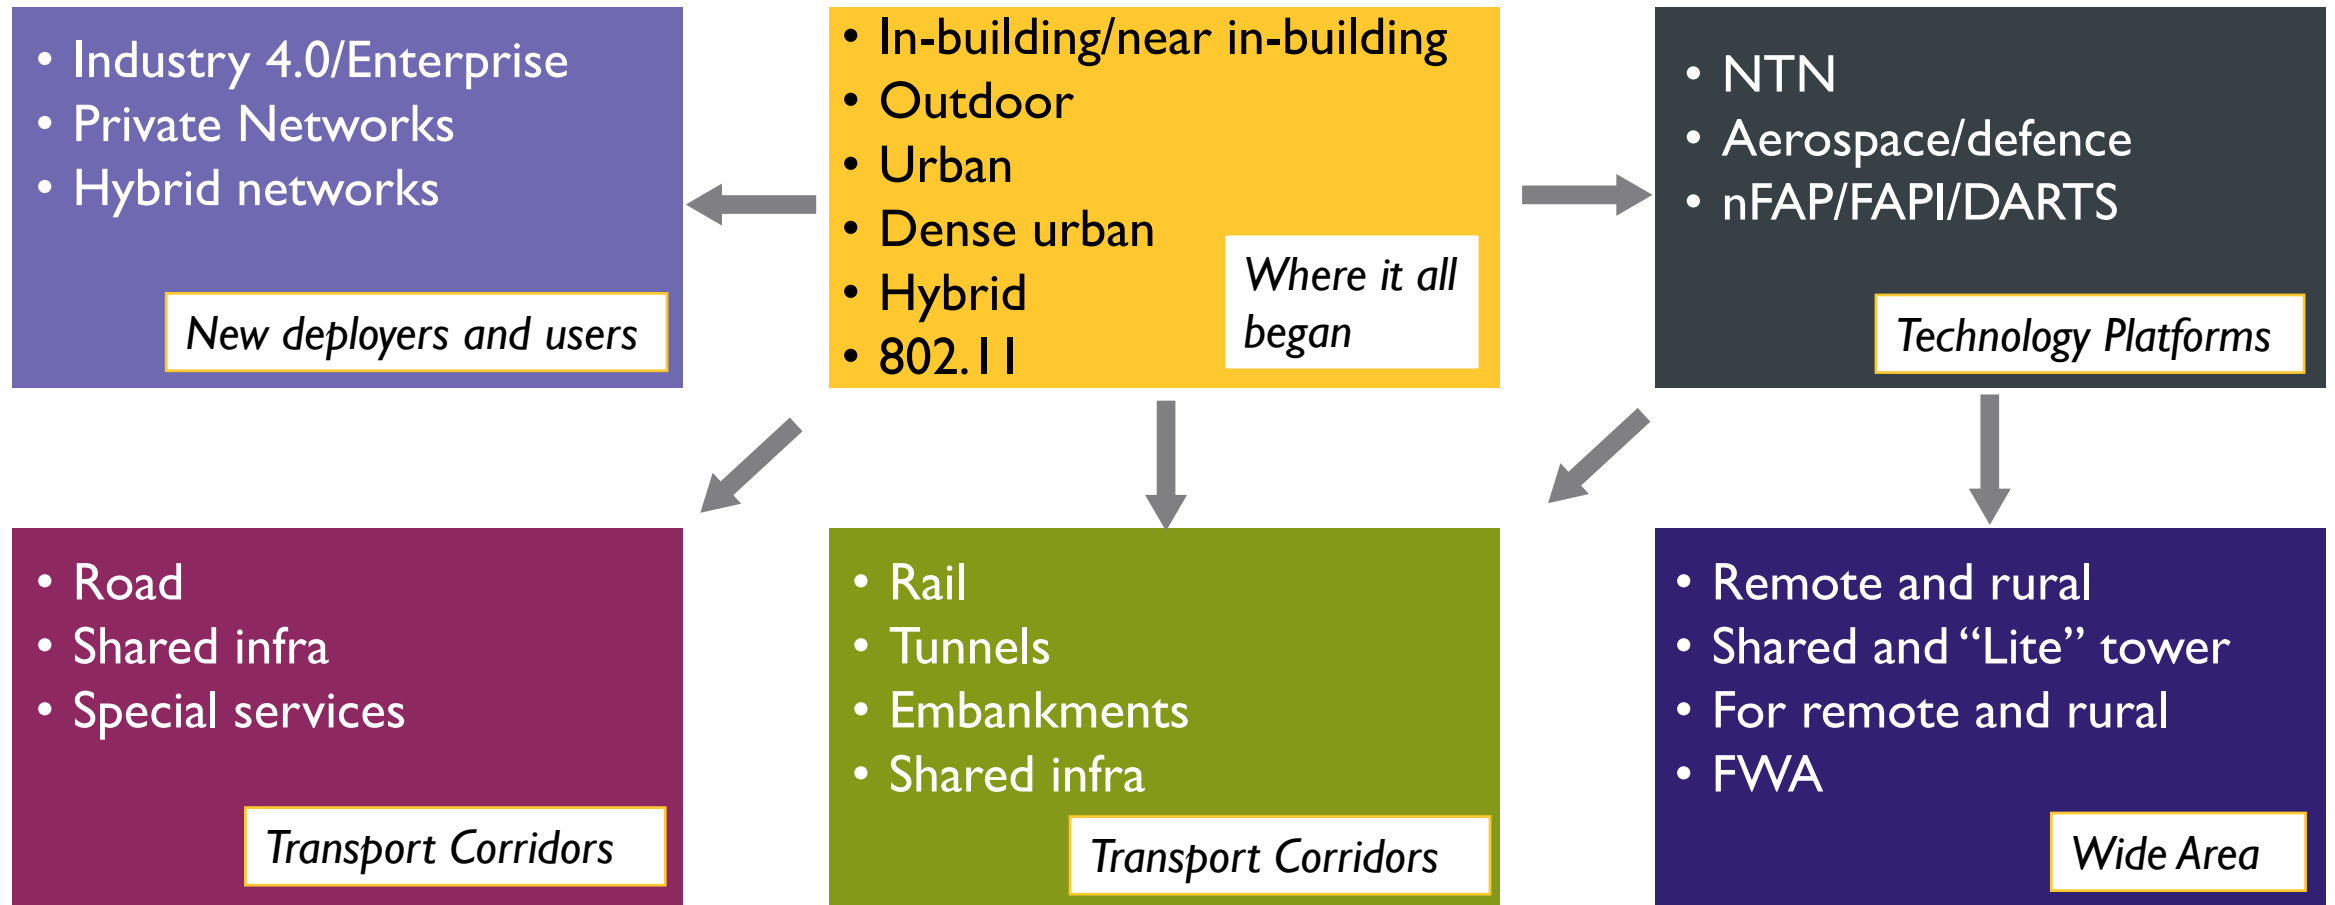 • Industry 4.0/Enterprise
• Private Networks
• Hybrid networks
New deployers and users
• In-building/near in-building
• Outdoor
• Urban
• Dense urban
• Hybrid
• 802.11
Where it all
began
• NTN
• Aerospace/defence
• nFAP/FAPI/DARTS
Technology Platforms
• Road
• Shared infra
• Special services
Transport Corridors
• Rail
• Tunnels
• Embankments
• Shared infra
Transport Corridors
• Remote and rural
• Shared and “Lite” tower
• For remote and rural
• FWA
Wide Area